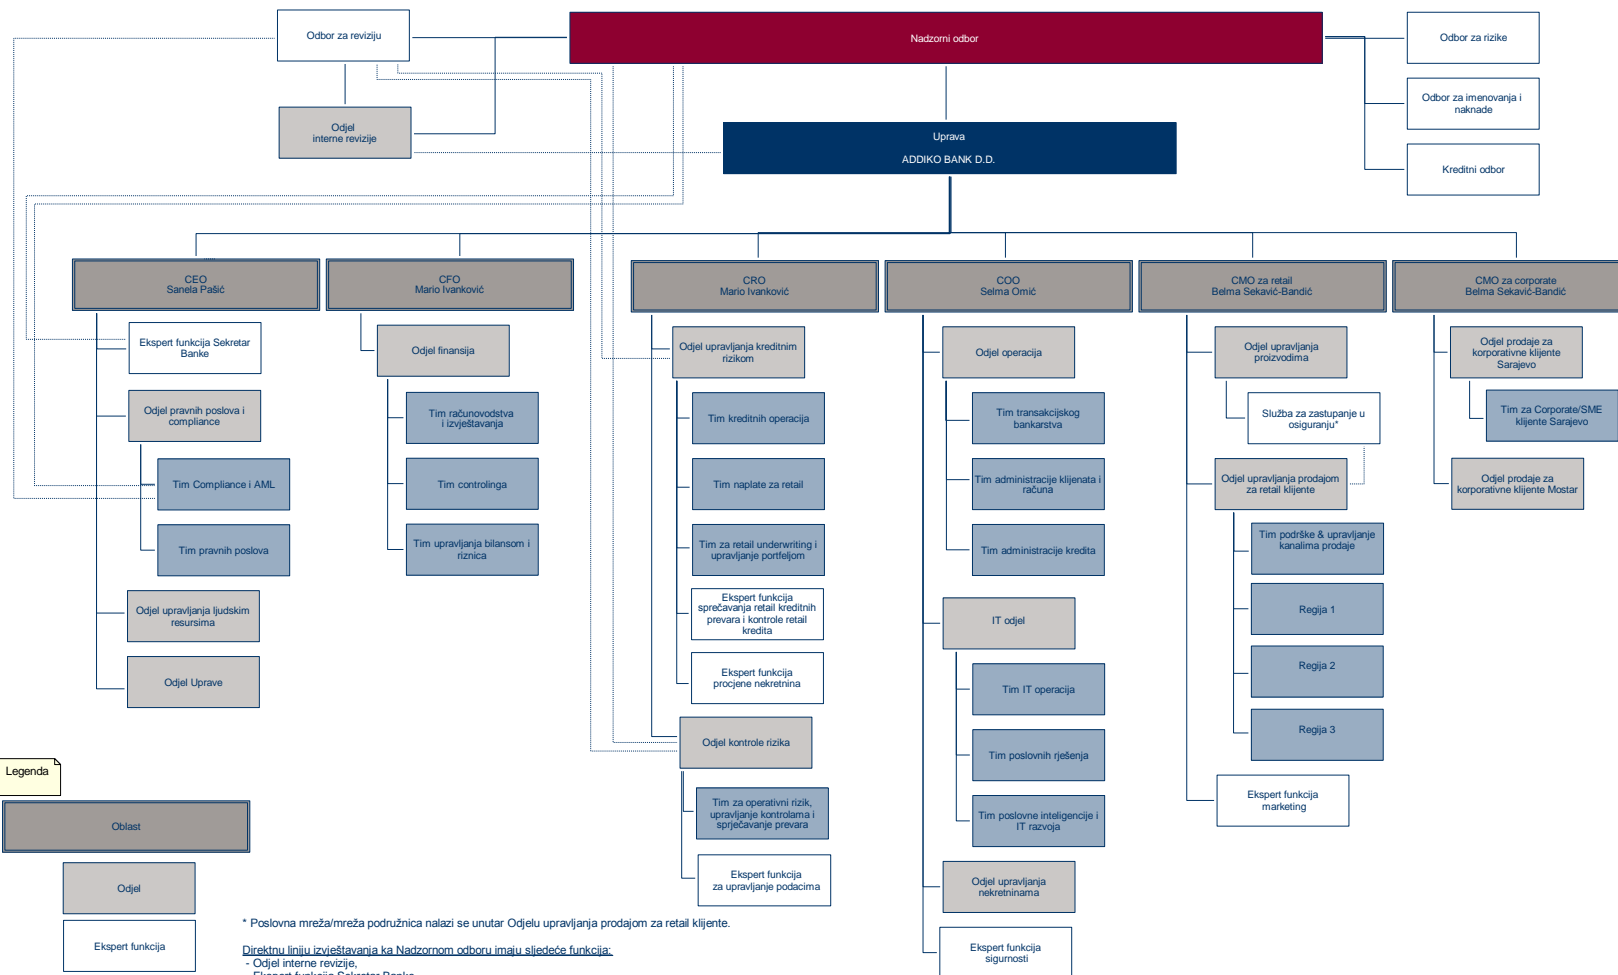 Odbor za reviziju
Nadzorni odbor
Odbor za rizike
Odbor za imenovanja i
naknade
Odjel
interne revizije
Uprava
ADDIKO BANK D.D.
Kreditni odbor
CEO
Sanela Pašić
CFO
Mario Ivanković
CRO
Mario Ivanković
COO
Selma Omić
CMO za retail
Belma Sekavić-Bandić
CMO za corporate
Belma Sekavić-Bandić
Ekspert funkcija Sekretar
Banke
Odjel pravnih poslova i
compliance
Tim Compliance i AML
Tim pravnih poslova
Odjel upravljanja ljudskim
resursima
Odjel Uprave
Odjel finansija
Tim računovodstva
i izvještavanja
Tim controlinga
Tim upravljanja bilansom i
riznica
Odjel upravljanja kreditnim
rizikom
Tim kreditnih operacija
Tim naplate za retail
Tim za retail underwriting i
upravljanje portfeljom
Ekspert funkcija
sprečavanja retail kreditnih
prevara i kontrole retail
kredita
Ekspert funkcija
procjene nekretnina
Odjel kontrole rizika
Tim za operativni rizik,
upravljanje kontrolama i
sprječavanje prevara
Ekspert funkcija
za upravljanje podacima
Odjel operacija
Tim transakcijskog
bankarstva
Tim administracije klijenata i
računa
Tim administracije kredita
IT odjel
Tim IT operacija
Tim poslovnih rješenja
Tim poslovne inteligencije i
IT razvoja
Odjel upravljanja
nekretninama
Ekspert funkcija
sigurnosti
Odjel upravljanja
proizvodima
Služba za zastupanje u
osiguranju*
Odjel upravljanja prodajom
za retail klijente
Tim podrške & upravljanje
kanalima prodaje
Regija 1
Regija 2
Regija 3
Ekspert funkcija
marketing
Odjel prodaje za
korporativne klijente
Sarajevo
Tim za Corporate/SME
klijente Sarajevo
Odjel prodaje za
korporativne klijente Mostar
Legenda
Oblast
Odjel
Ekspert funkcija
* Poslovna mreža/mreža podružnica nalazi se unutar Odjelu upravljanja prodajom za retail klijente.
Direktnu liniju izvještavanja ka Nadzornom odboru imaju sljedeće funkcija:
- Odjel interne revizije,
- Ekspert funkcija Sekretar Banke